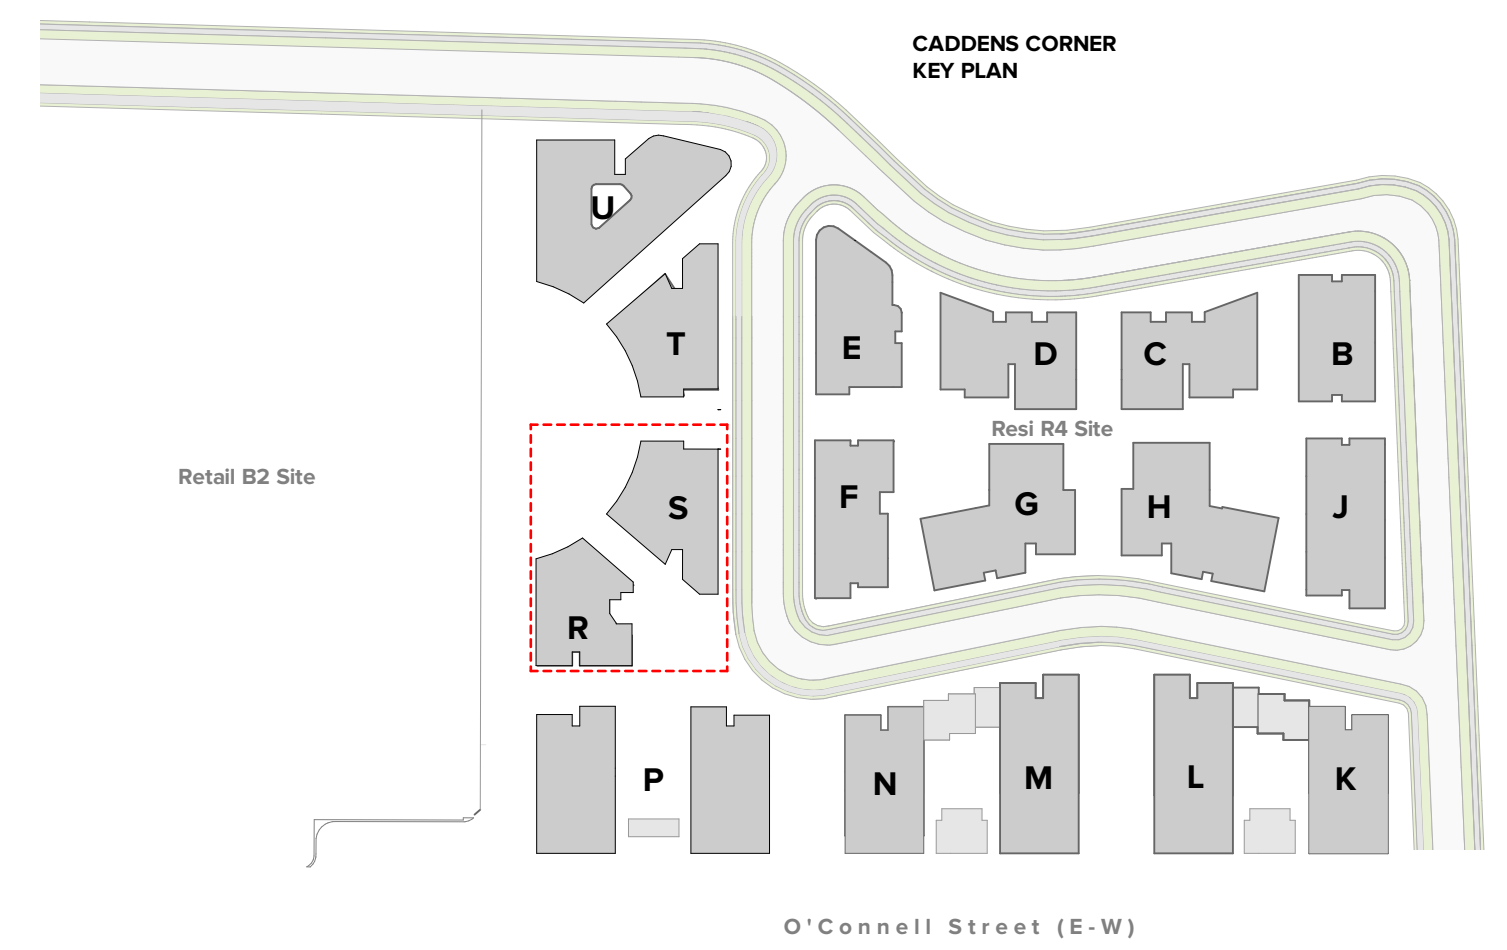 CADDENS CORNER
KEY PLAN
U
T
E
D
C
B
Resi R4 Site
Retail B2 Site
S
F
G
H
J
R
P
N
M
L
K
O'Connell Street (E-W)